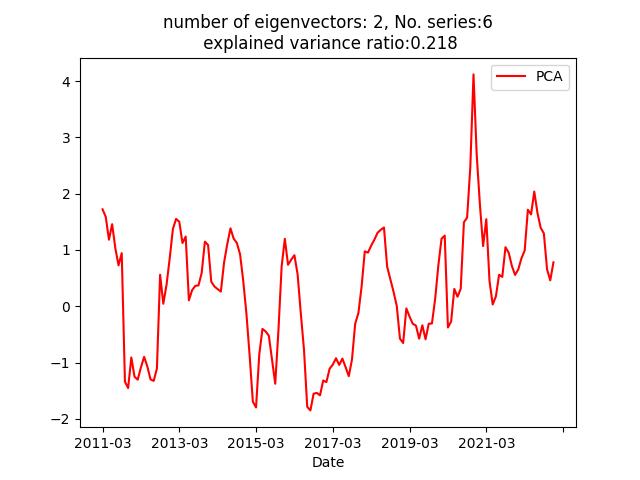 number of eigenvectors: 2, No. series:6
explained variance ratio:0.218
PCA
4
3
2
1
0
−1
−2
2011-03 2013-03 2015-03 2017-03 2019-03 2021-03
Date